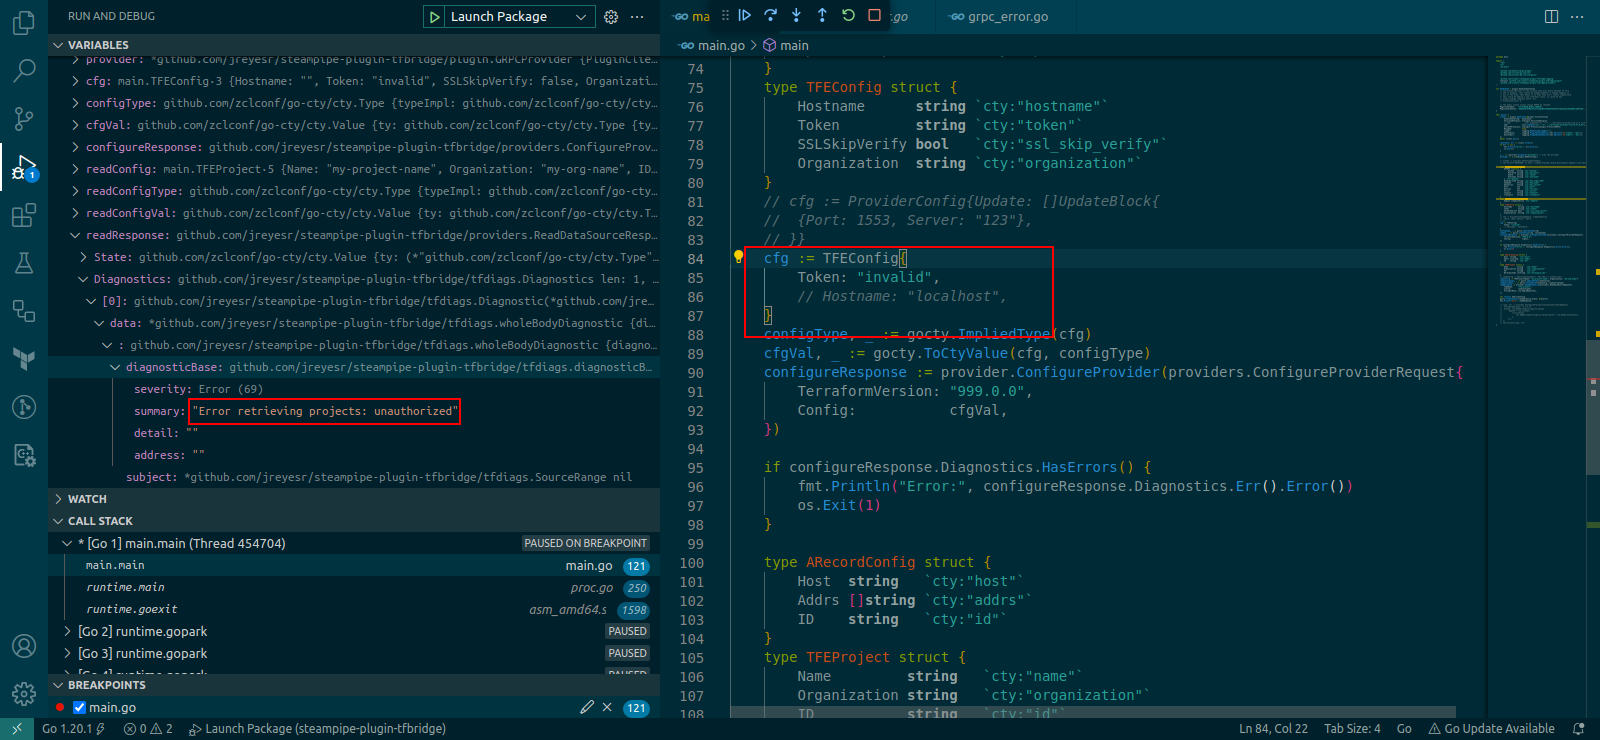 RUN AND DEBUG
Launch Package
VARIABLES
provider: *github.com/jreyesr/steampipe-plugin-tfbridge/plugin.GRPCProvider {PluginClie…
cfg: main.TFEConfig·3 {Hostname: "", Token: "invalid", SSLSkipVerify: false, Organizati…
configType: github.com/zclconf/go-cty/cty.Type {typeImpl: github.com/zclconf/go-cty/cty…
cfgVal: github.com/zclconf/go-cty/cty.Value {ty: github.com/zclconf/go-cty/cty.Type {ty…
configureResponse: github.com/jreyesr/steampipe-plugin-tfbridge/providers.ConfigureProv…
readConfig: main.TFEProject·5 {Name: "my-project-name", Organization: "my-org-name", ID…
readConfigType: github.com/zclconf/go-cty/cty.Type {typeImpl: github.com/zclconf/go-cty…
readConfigVal: github.com/zclconf/go-cty/cty.Value {ty: github.com/zclconf/go-cty/cty.T…
readResponse: github.com/jreyesr/steampipe-plugin-tfbridge/providers.ReadDataSourceResp…
State: github.com/zclconf/go-cty/cty.Value {ty: (*"github.com/zclconf/go-cty/cty.Type"…
Diagnostics: github.com/jreyesr/steampipe-plugin-tfbridge/tfdiags.Diagnostics len: 1, …
[0]: github.com/jreyesr/steampipe-plugin-tfbridge/tfdiags.Diagnostic(*github.com/jre…
data: *github.com/jreyesr/steampipe-plugin-tfbridge/tfdiags.wholeBodyDiagnostic {di…
: github.com/jreyesr/steampipe-plugin-tfbridge/tfdiags.wholeBodyDiagnostic {diagno…
diagnosticBase: github.com/jreyesr/steampipe-plugin-tfbridge/tfdiags.diagnosticB…
severity: Error (69)
summary: "Error retrieving projects: unauthorized"
detail: ""
address: ""
subject: *github.com/jreyesr/steampipe-plugin-tfbridge/tfdiags.SourceRange nil
WATCH
CALL STACK
* [Go 1] main.main (Thread 454704) PAUSED ON BREAKPOINT
main.main main.go 121
runtime.main proc.go 250
runtime.goexit asm_amd64.s 1598
[Go 2] runtime.gopark PAUSED
[Go 3] runtime.gopark PAUSED
BREAKPOINTS
main.go 121
1
GO ma
go
GO grpc_error.go
GO main.go > main
74 }
75 type TFEConfig struct {
76 Hostname string `cty:"hostname"`
77 Token string `cty:"token"`
78 SSLSkipVerify bool `cty:"ssl_skip_verify"`
79 Organization string `cty:"organization"`
80 }
81 // cfg := ProviderConfig{Update: []UpdateBlock{
82 // {Port: 1553, Server: "123"},
83 // }}
84 cfg := TFEConfig{
85 Token: "invalid",
86 // Hostname: "localhost",
87 }
88 configType, _ := gocty.ImpliedType(cfg)
89 cfgVal, _ := gocty.ToCtyValue(cfg, configType)
90 configureResponse := provider.ConfigureProvider(providers.ConfigureProviderRequest{
91 TerraformVersion: "999.0.0",
92 Config: cfgVal,
93 })
94
95 if configureResponse.Diagnostics.HasErrors() {
96 fmt.Println("Error:", configureResponse.Diagnostics.Err().Error())
97 os.Exit(1)
98 }
99
100 type ARecordConfig struct {
101 Host string `cty:"host"`
102 Addrs []string `cty:"addrs"`
103 ID string `cty:"id"`
104 }
105 type TFEProject struct {
106 Name string `cty:"name"`
107 Organization string `cty:"organization"`
108 ID string `cty:"id"`
Go 1.20.1 0 2 Launch Package (steampipe-plugin-tfbridge) Ln 84, Col 22 Tab Size: 4 Go Go Update Available